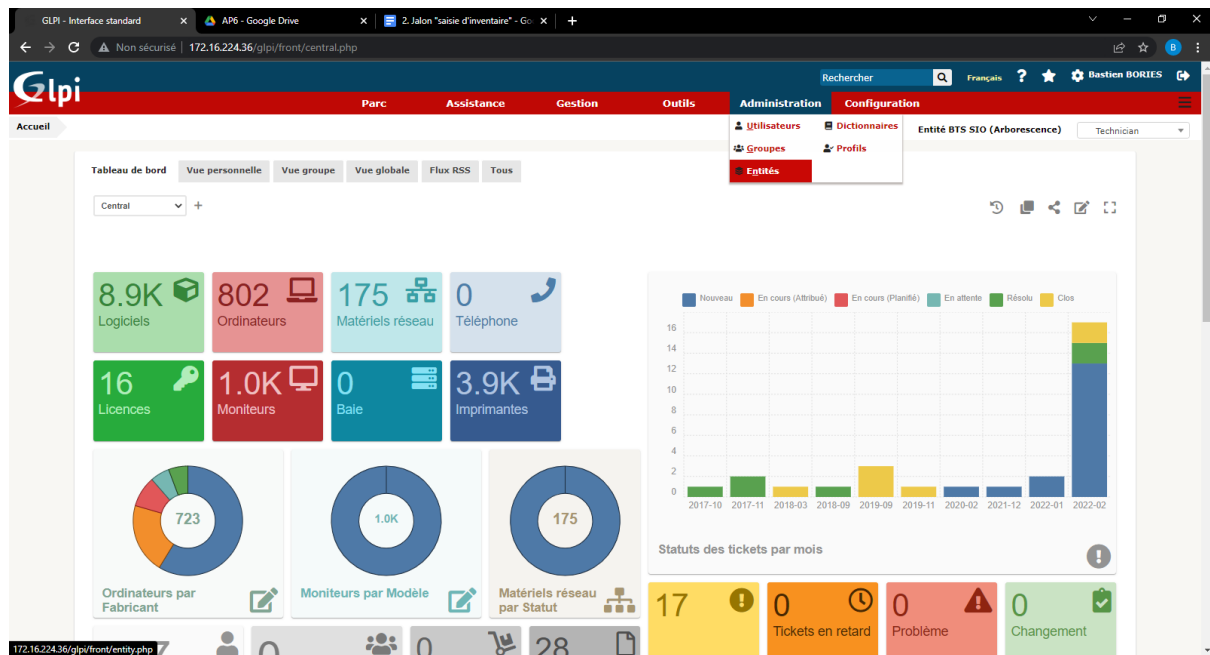 GLPI - Interface standard
AP6 - Google Drive
2. Jalon "saisie d'inventaire" - Go
Non sécurisé
172.16.224.36/glpi/front/central.php
B
Glpi
Rechercher
Français
Bastien BORIES
Parc
Assistance
Gestion
Outils
Administration
Configuration
Accueil
Utilisateurs
Dictionnaires
Groupes
Profils
Entités
Entité BTS SIO (Arborescence)
Technician
Tableau de bord
Vue personnelle
Vue groupe
Vue globale
Flux RSS
Tous
Central
8.9K
Logiciels
802
Ordinateurs
175
Matériels réseau
0
Téléphone
16
Licences
1.0K
Moniteurs
0
Baie
3.9K
Imprimantes
Nouveau
En cours (Attribué)
En cours (Planifié)
En attente
Résolu
Clos
16
14
12
10
8
6
4
2
0
2017-10
2017-11
2018-03
2018-09
2019-09
2019-11
2020-02
2021-12
2022-01
2022-02
Statuts des tickets par mois
723
Ordinateurs par
Fabricant
1.0K
Moniteurs par Modèle
175
Matériels réseau
par Statut
17
0
Tickets en retard
0
Problème
0
Changement
7
0
0
28
172.16.224.36/glpi/front/entity.php